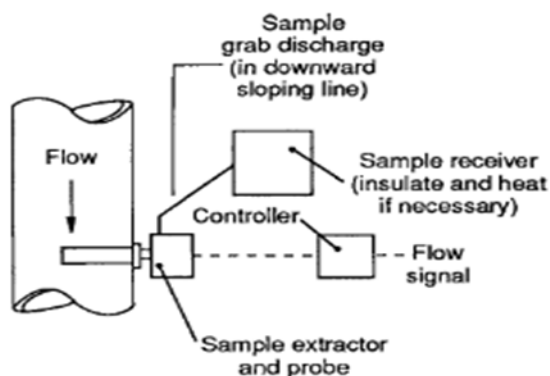 Sample
grab discharge
(in downward
sloping line)
Flow
Sample receiver
(insulate and heat
if necessary)
Controller
Flow
signal
Sample extractor
and probe